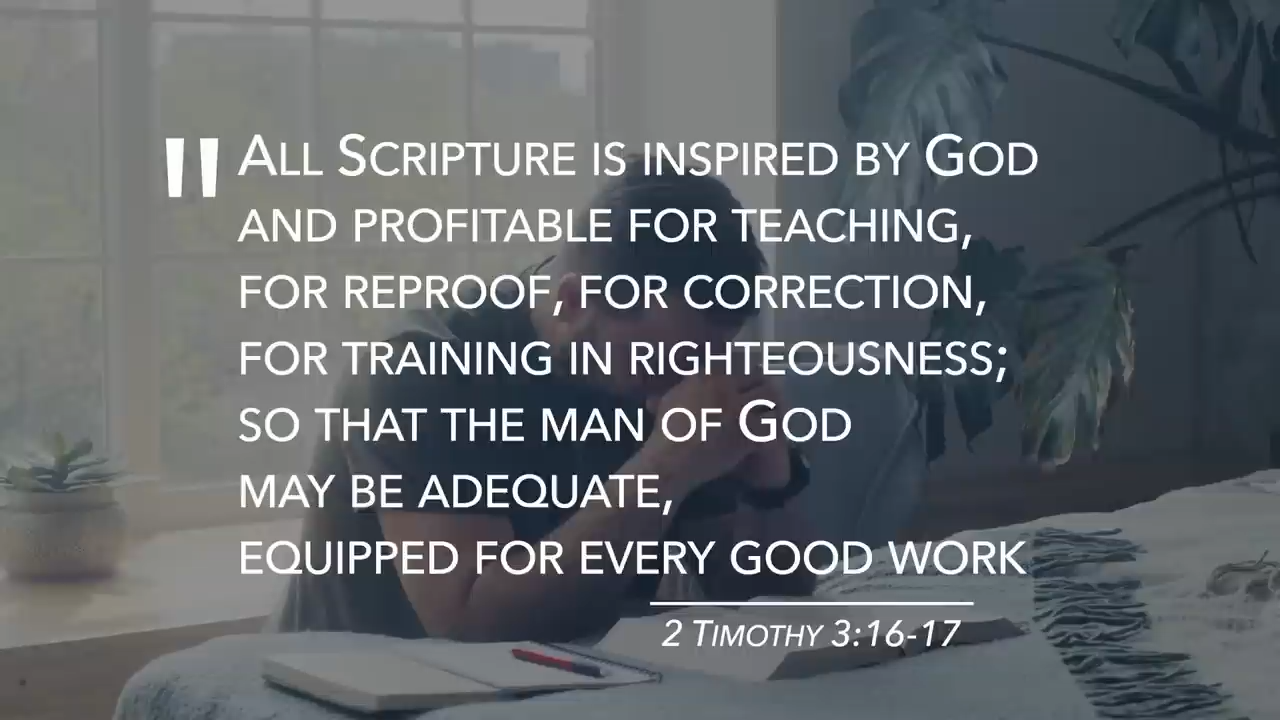 " All Scripture is inspired by God
and profitable for teaching,
for reproof, for correction,
for training in righteousness;
so that the man of God
may be adequate,
equipped for every good work
2 Timothy 3:16-17